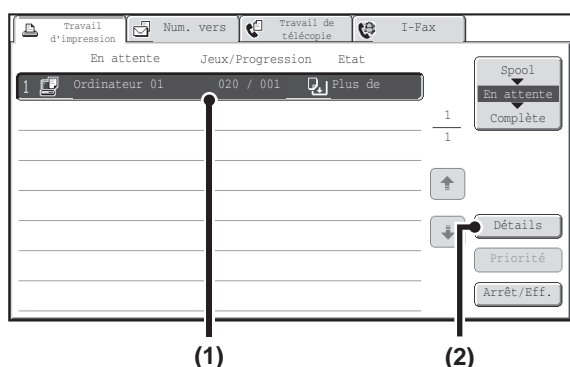 Travail
d'impression
Num. vers
Travail de
télécopie
I-Fax
En attente Jeux/Progression Etat
1 Ordinateur 01 020 / 001 Plus de
1
1
Spool
En attente
Complète
Détails
Priorité
Arrêt/Eff.
(1) (2)